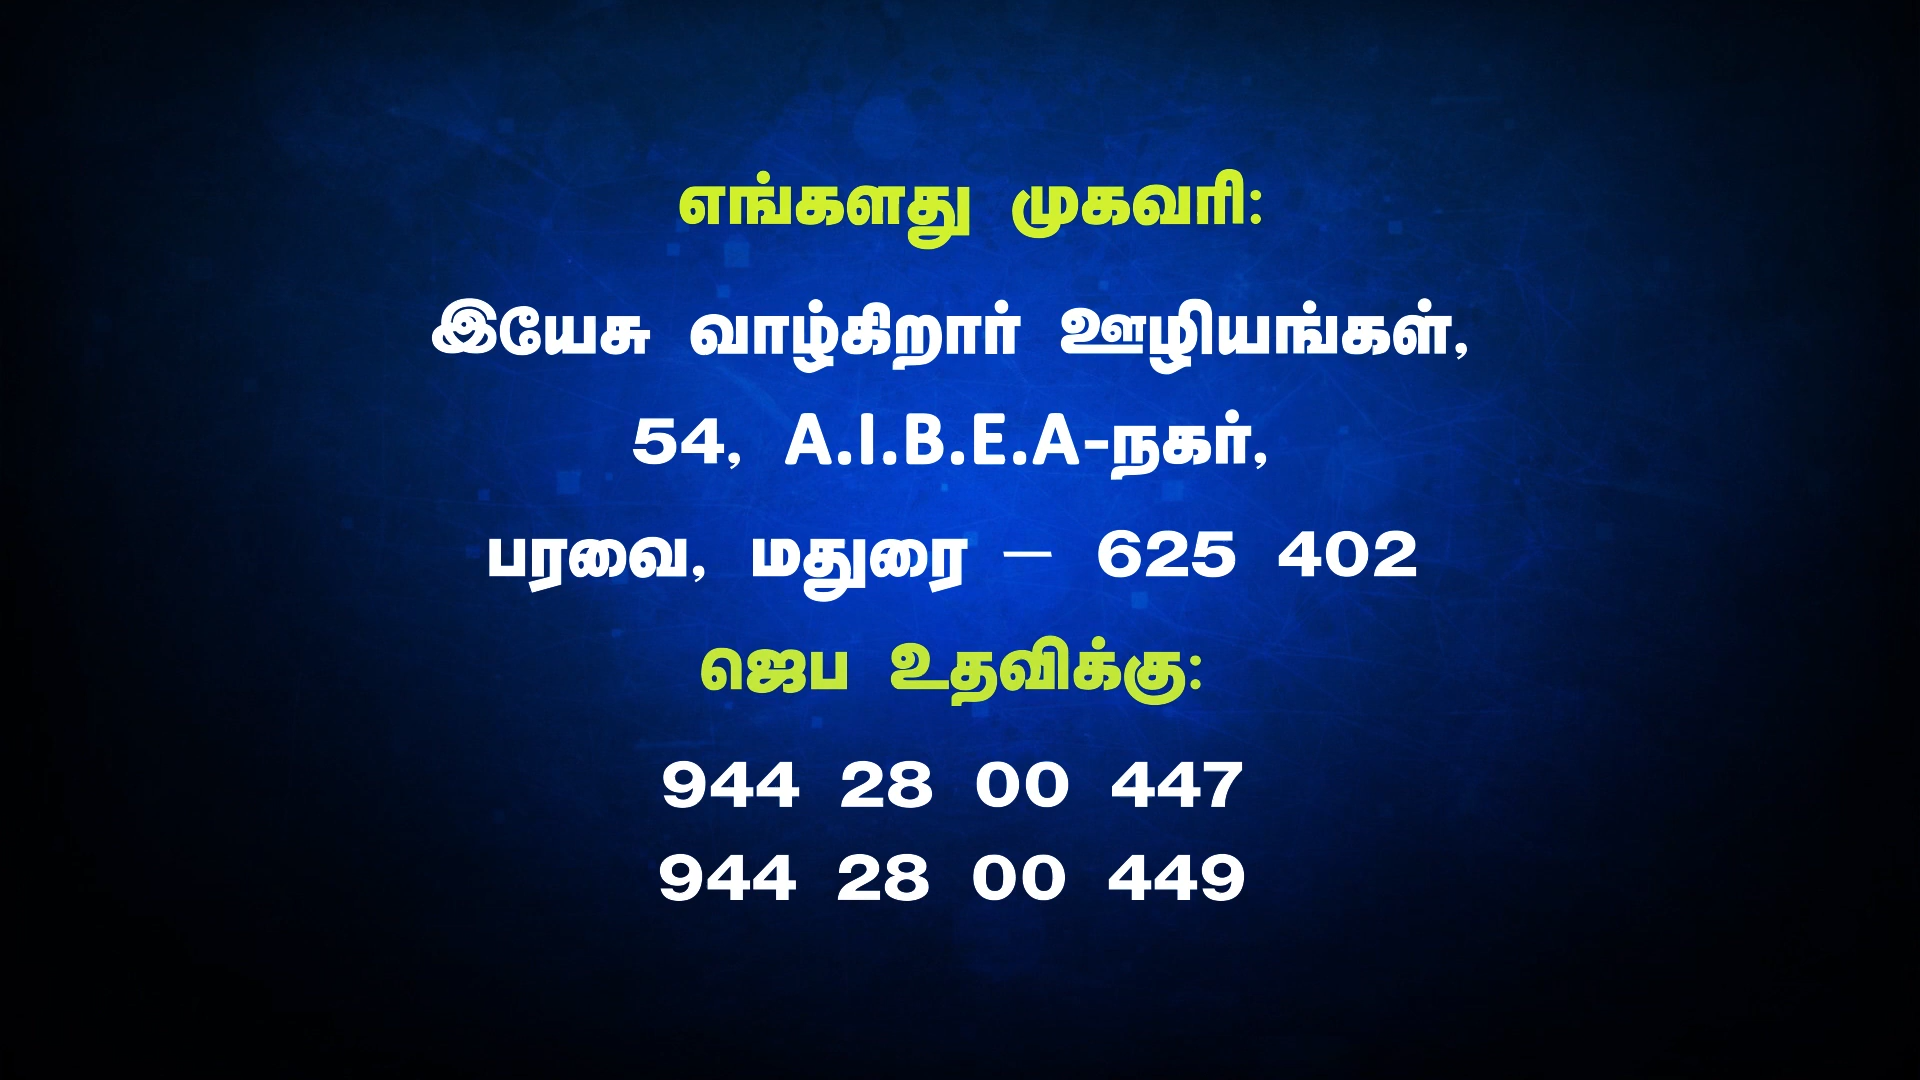 எங்களது முகவரி:
இயேசு வாழ்கிறார் ஊழியங்கள்,
54, A.I.B.E.A-நகர்,
பரவை, மதுரை – 625 402
ஜெப உதவிக்கு:
944 28 00 447
944 28 00 449